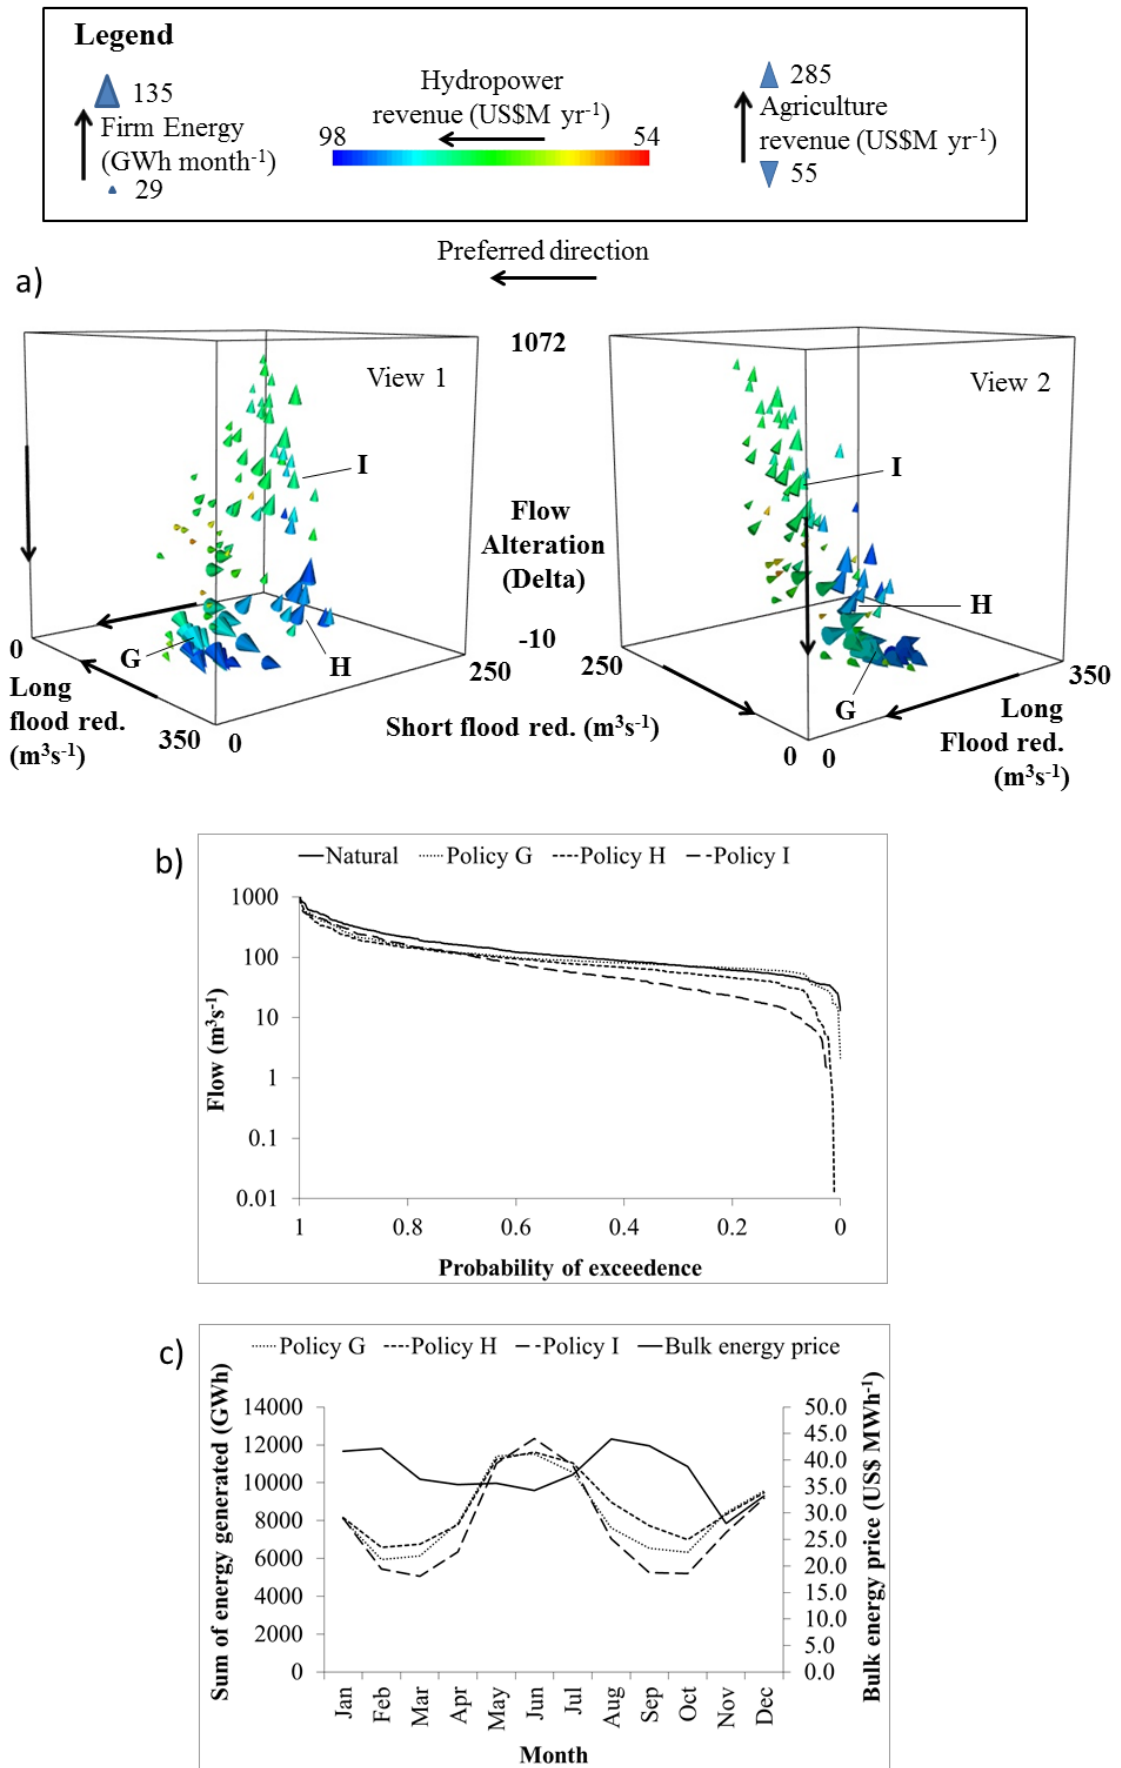 Legend
135
Firm Energy
(GWh month-1)
29
Hydropower
revenue (US$M yr-1)
98
54
285
Agriculture
revenue (US$M yr-1)
55
Preferred direction
a)
View 1
I
G
H
0
Long
flood red.
(m3s-1)
350
0
250
Short flood red. (m3s-1)
1072
Flow
Alteration
(Delta)
-10
View 2
I
H
G
250
0
0
350
Long
Flood red.
(m3s-1)
b)
Natural Policy G Policy H Policy I
1000
100
10
1
0.1
0.01
Flow (m3s-1)
1 0.8 0.6 0.4 0.2 0
Probability of exceedence
c)
Policy G Policy H Policy I Bulk energy price
Sum of energy generated (GWh)
14000
12000
10000
8000
6000
4000
2000
0
50.0
45.0
40.0
35.0
30.0
25.0
20.0
15.0
10.0
5.0
0.0
Bulk energy price (US$ MWh-1)
Jan Feb Mar Apr May Jun Jul Aug Sep Oct Nov Dec
Month